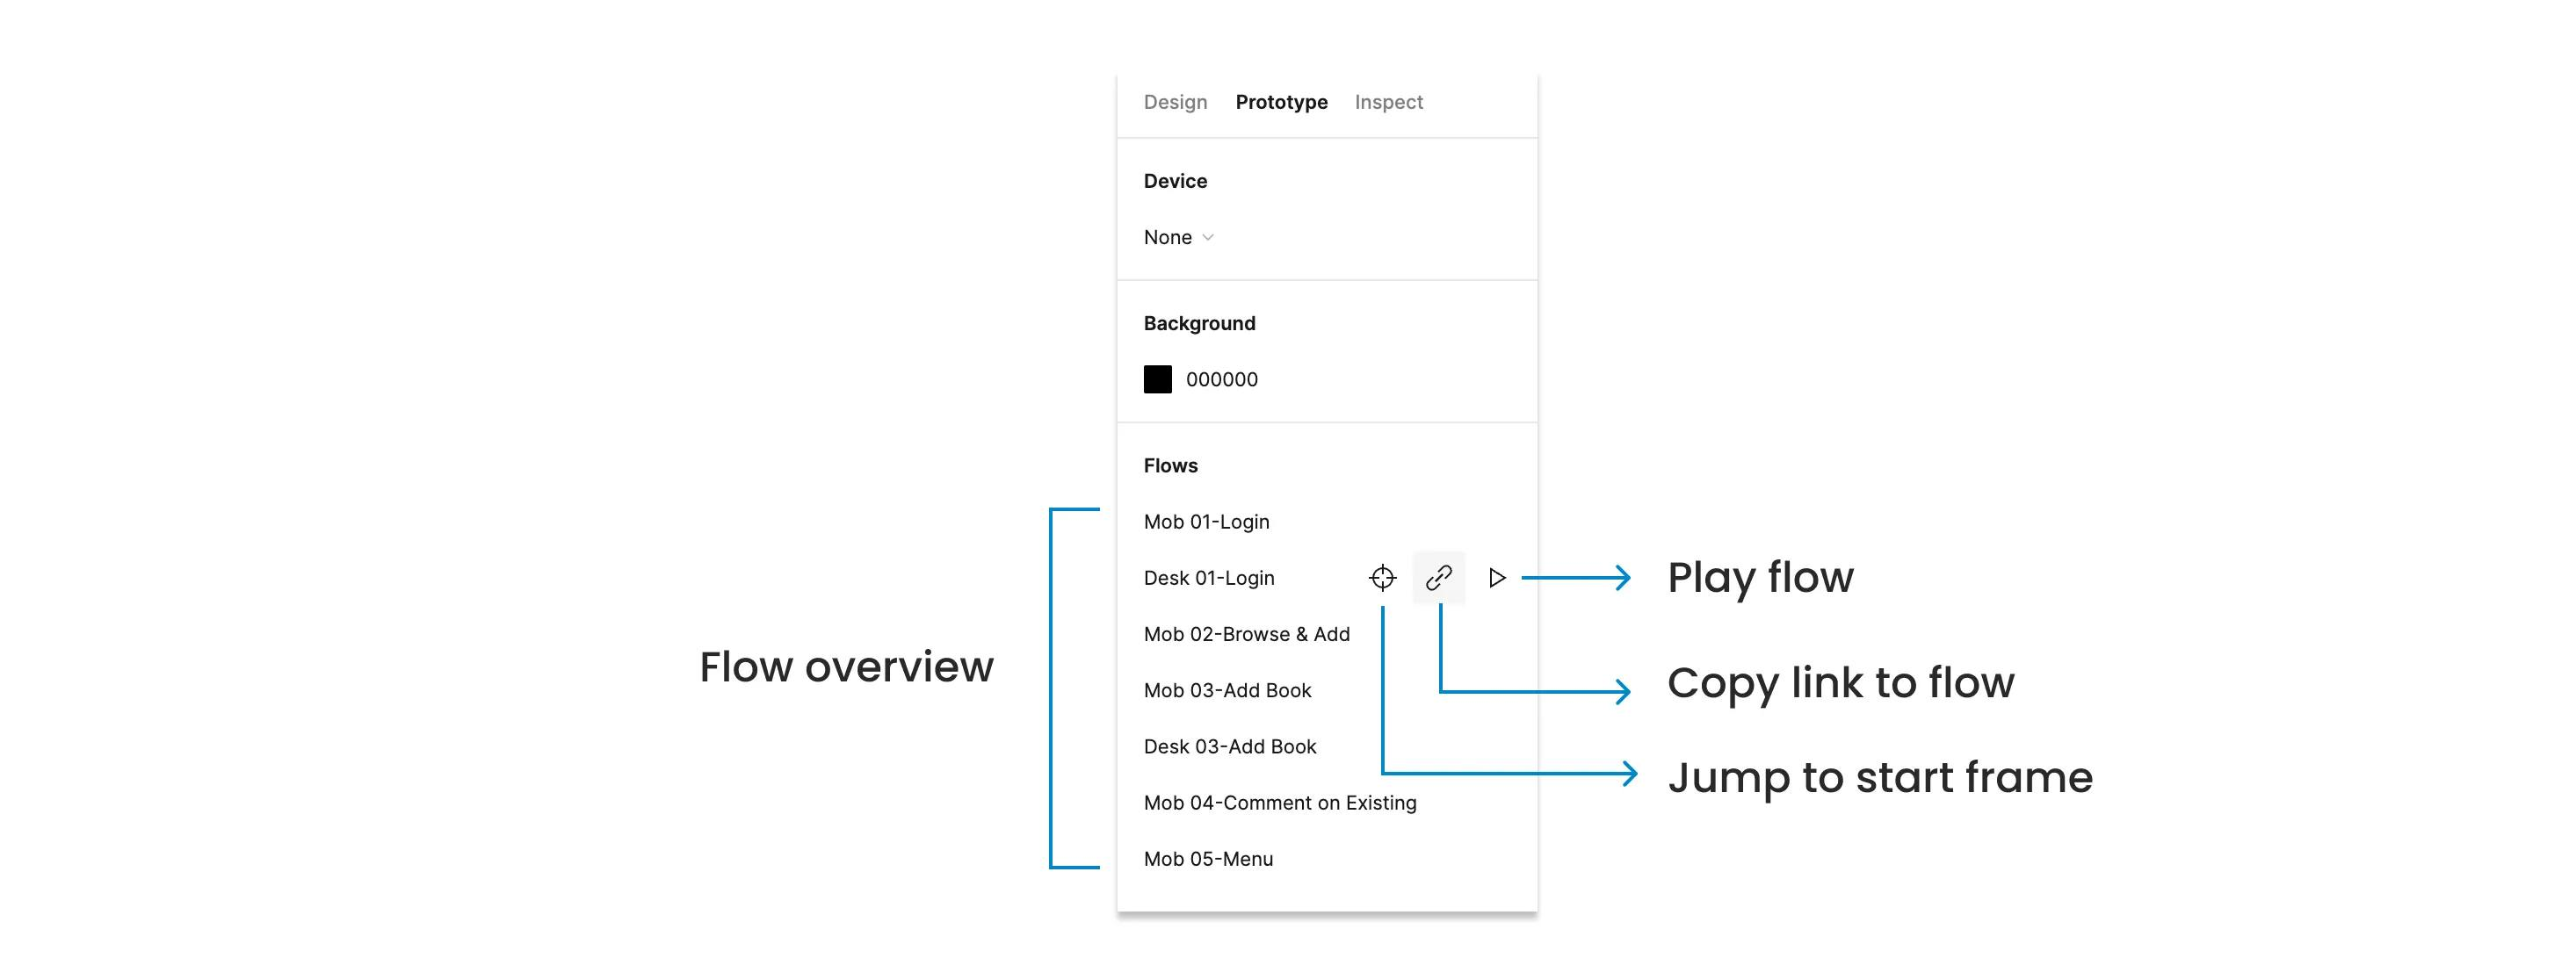 Design Prototype Inspect
Device
None
Background
000000
Flows
Mob 01-Login
Desk 01-Login
Mob 02-Browse & Add
Mob 03-Add Book
Desk 03-Add Book
Mob 04-Comment on Existing
Mob 05-Menu
Flow overview
Play flow
Copy link to flow
Jump to start frame